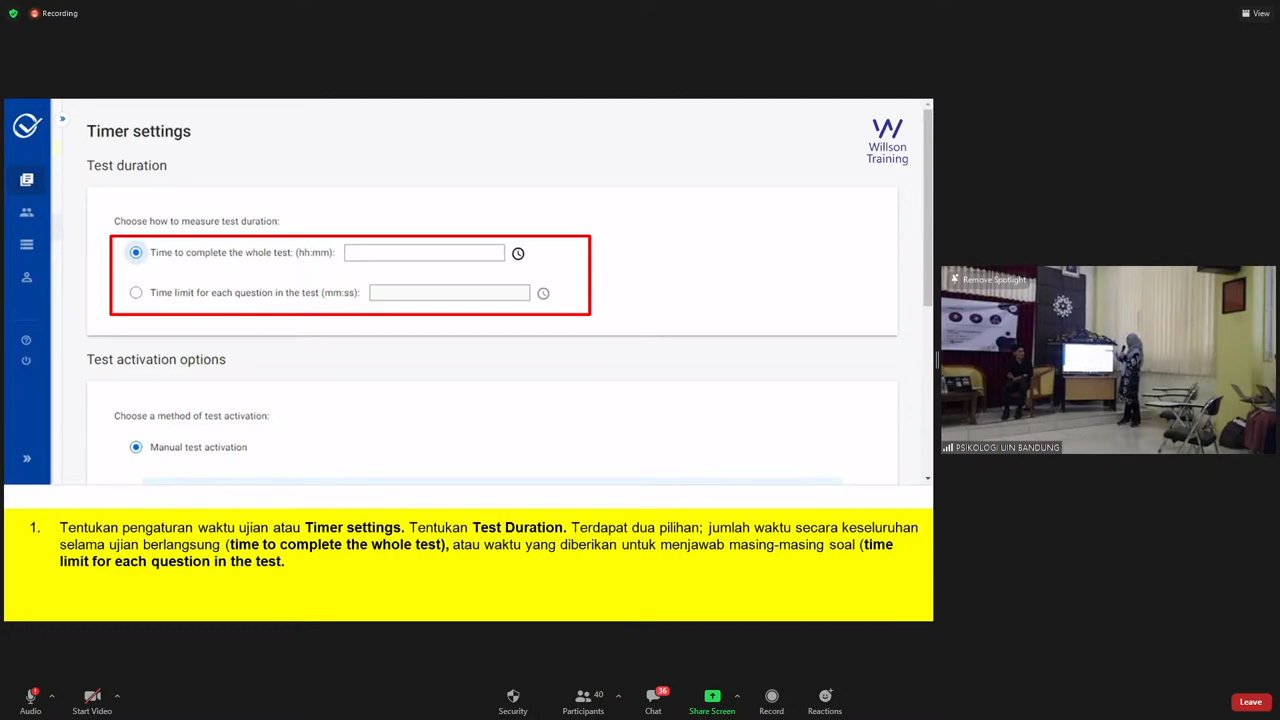 Recording
View
Timer settings
Willson
Training
Test duration
Choose how to measure test duration:
Time to complete the whole test: (hh:mm):
Time limit for each question in the test (mm:ss):
Test activation options
Choose a method of test activation:
Manual test activation
1. Tentukan pengaturan waktu ujian atau Timer settings. Tentukan Test Duration. Terdapat dua pilihan; jumlah waktu secara keseluruhan
selama ujian berlangsung (time to complete the whole test), atau waktu yang diberikan untuk menjawab masing-masing soal (time
limit for each question in the test.
Remove Spotlight
PSIKOLOGI UIN BANDUNG
Audio
Start Video
Security
Participants
40
Chat
36
Share Screen
Record
Reactions
Leave